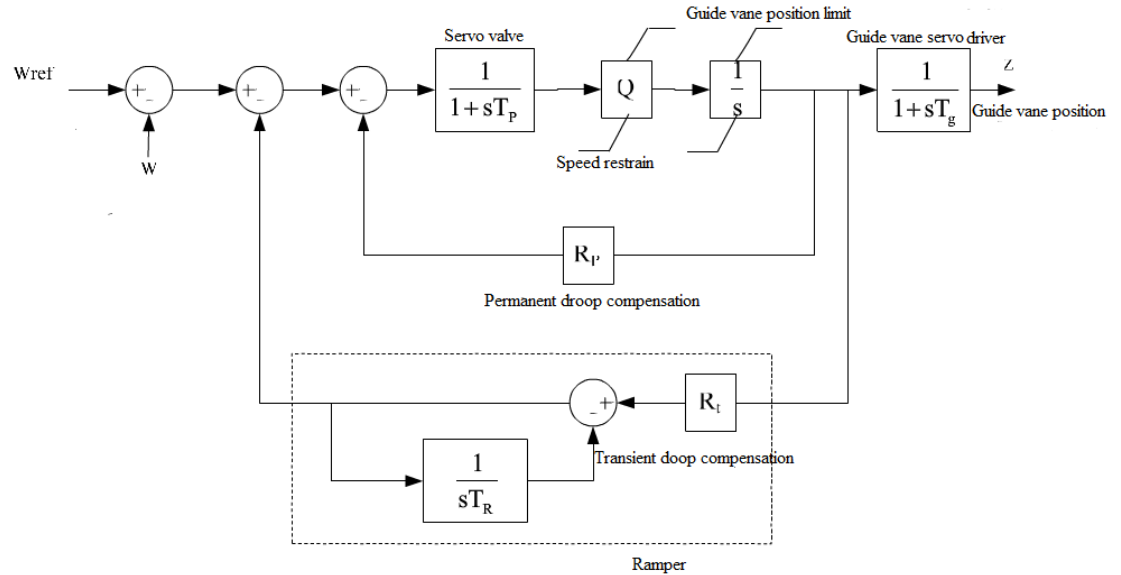 Guide vane position limit
Servo valve
Guide vane servo driver
Wref
+
-
+
-
+
-
1
1+sT_P
Q
1
s
1
1+sT_g
Z
Guide vane position
W
Speed restrain
R_P
Permanent droop compensation
+
-
R_t
Transient doop compensation
1
sT_R
Ramper